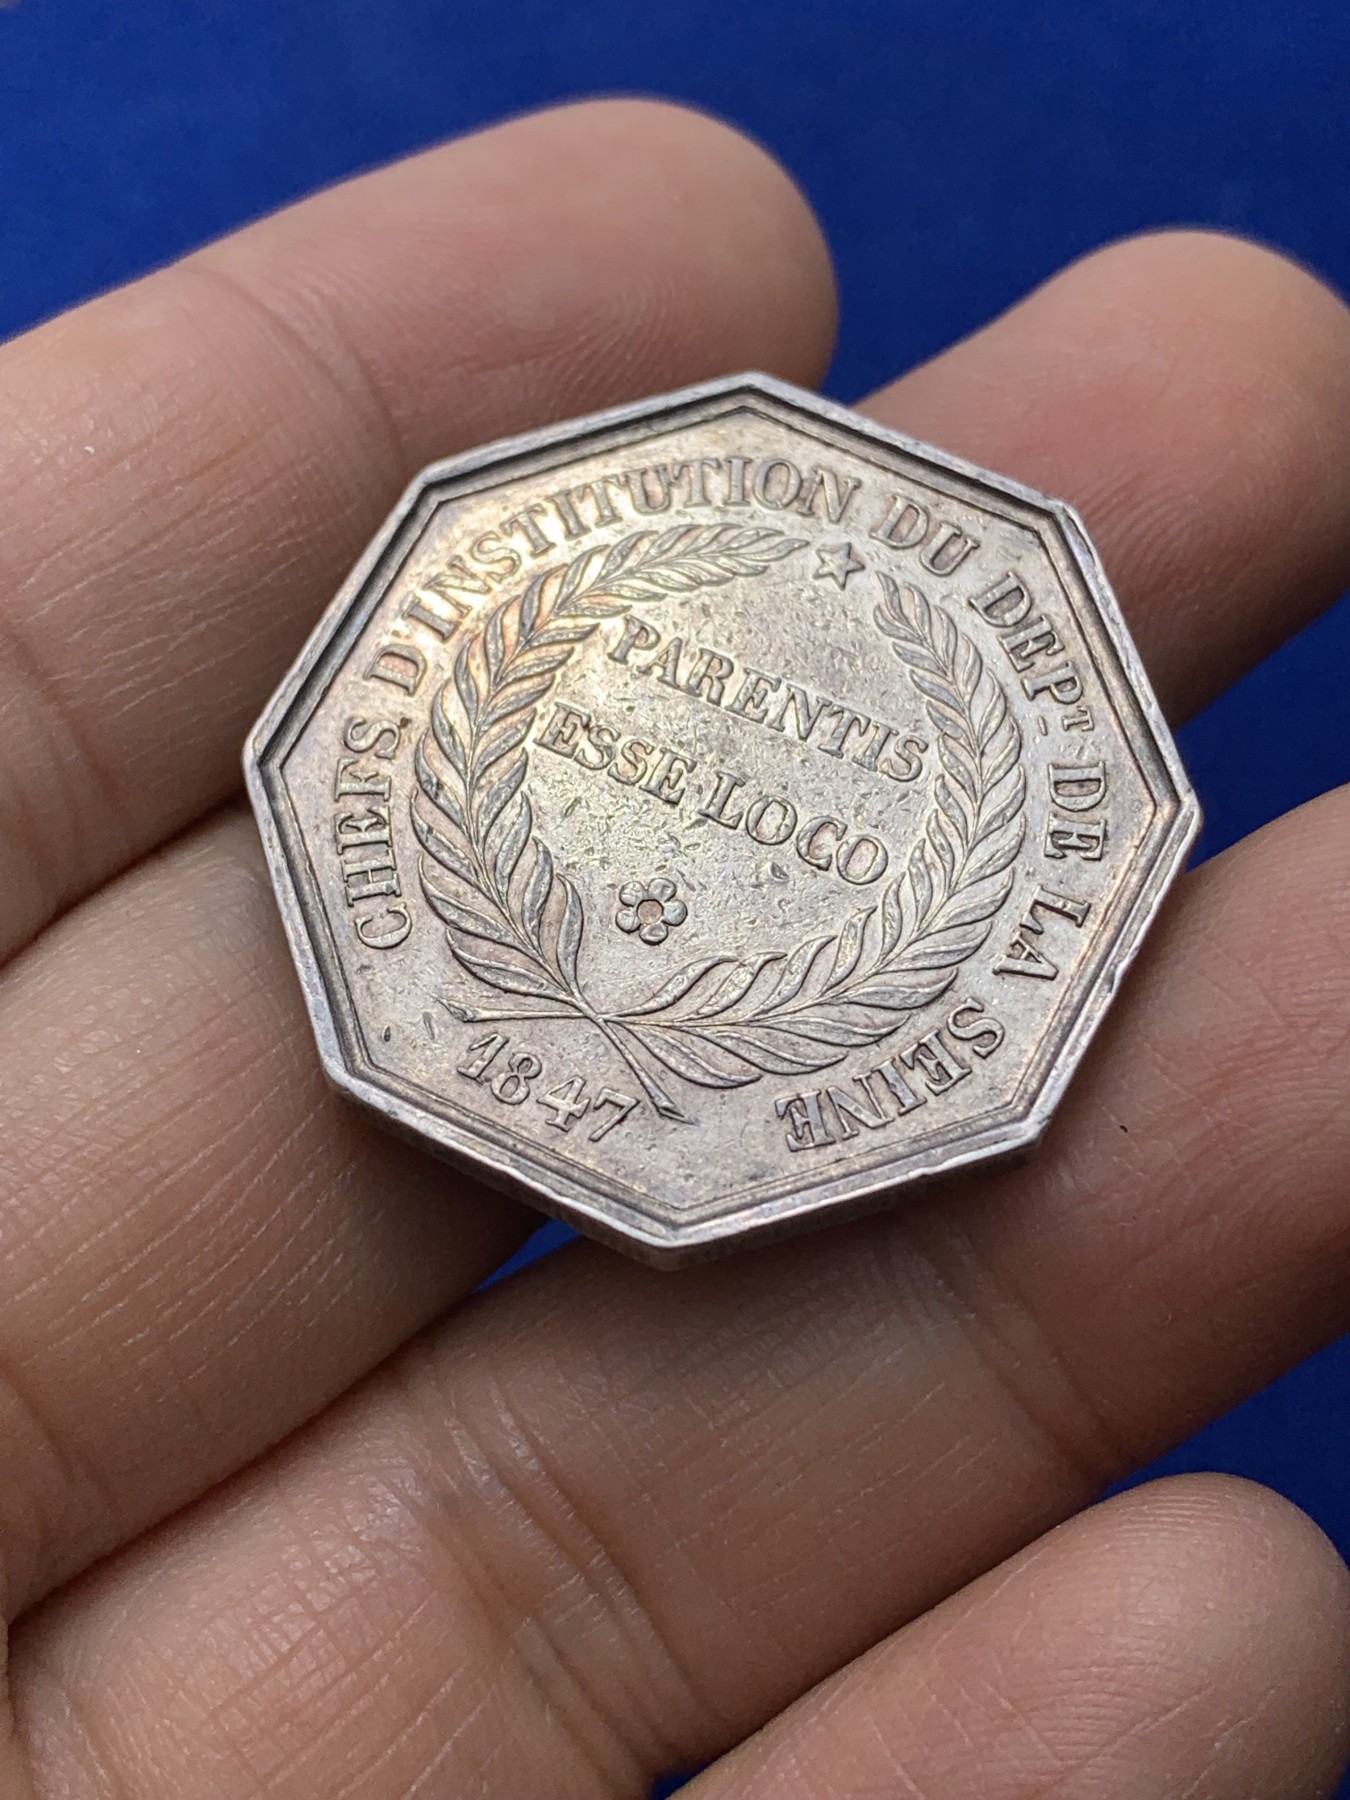 CHEFS D'INSTITUTION DU DEPT DE LA SEINE
PARENTIS
ESSE LOCO
1847